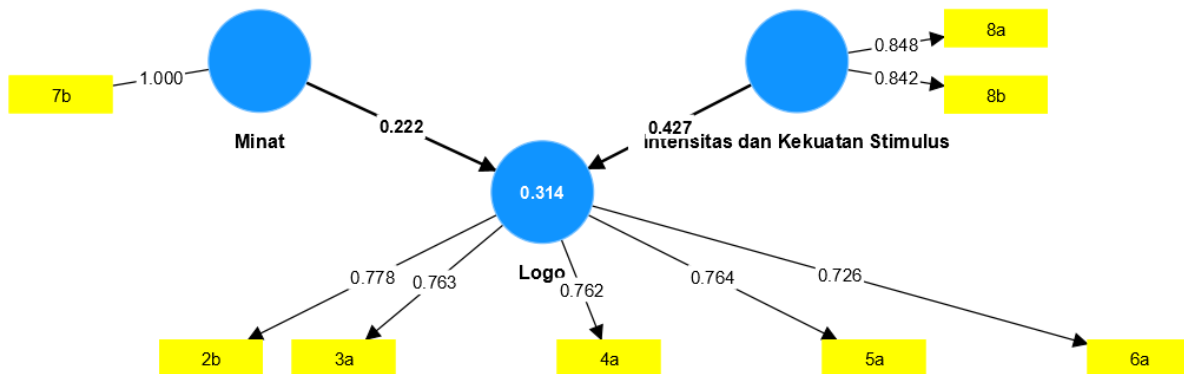 8a
0.848
7b
1.000
0.842
8b
0.222
0.427
Minat
Intensitas dan Kekuatan Stimulus
0.314
Logo
0.778
0.763
0.762
0.764
0.726
2b
3a
4a
5a
6a